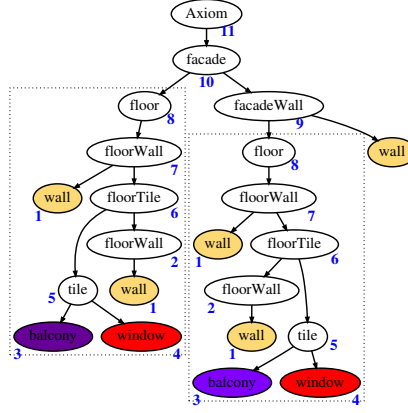 Axiom
11
facade
10
floor
8
facadeWall
9
floorWall
7
floor
8
wall
wall
1
floorTile
6
floorWall
7
floorWall
2
wall
1
floorTile
6
tile
5
wall
1
floorWall
2
balcony
3
window
4
wall
1
tile
5
balcony
3
window
4